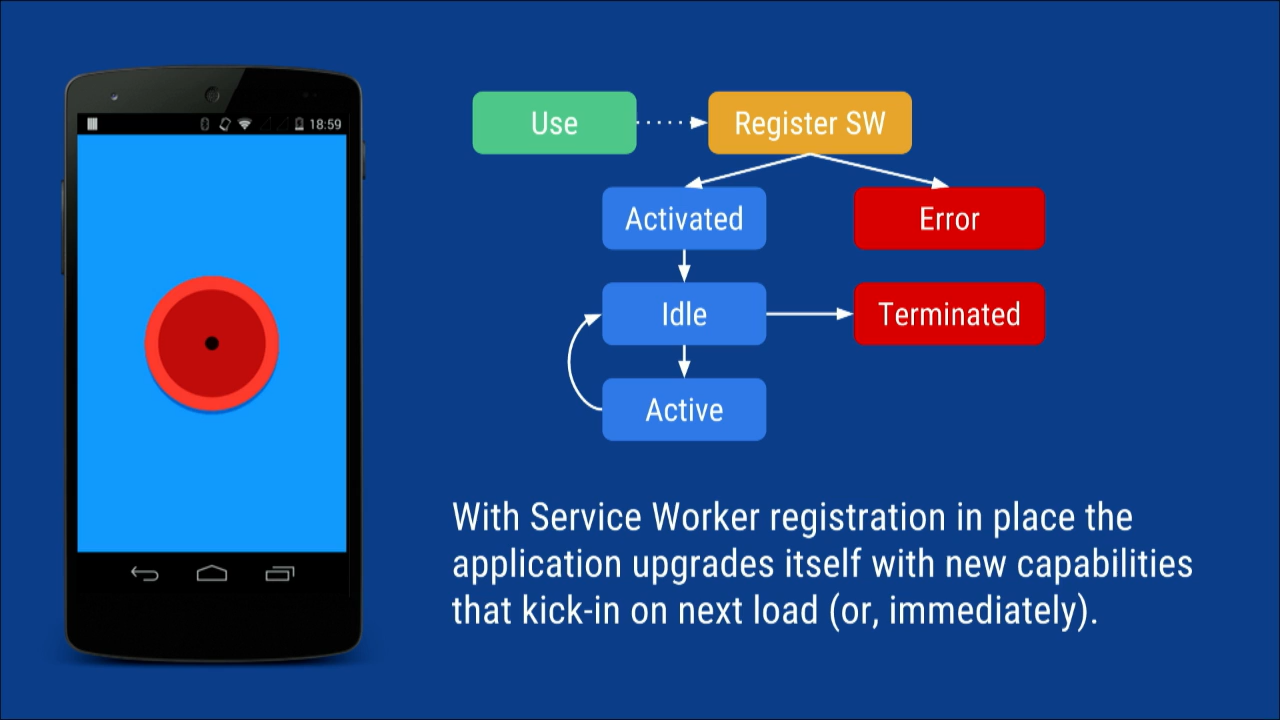 18:59
Use
Register SW
Activated
Error
Idle
Terminated
Active
With Service Worker registration in place the
application upgrades itself with new capabilities
that kick-in on next load (or, immediately).